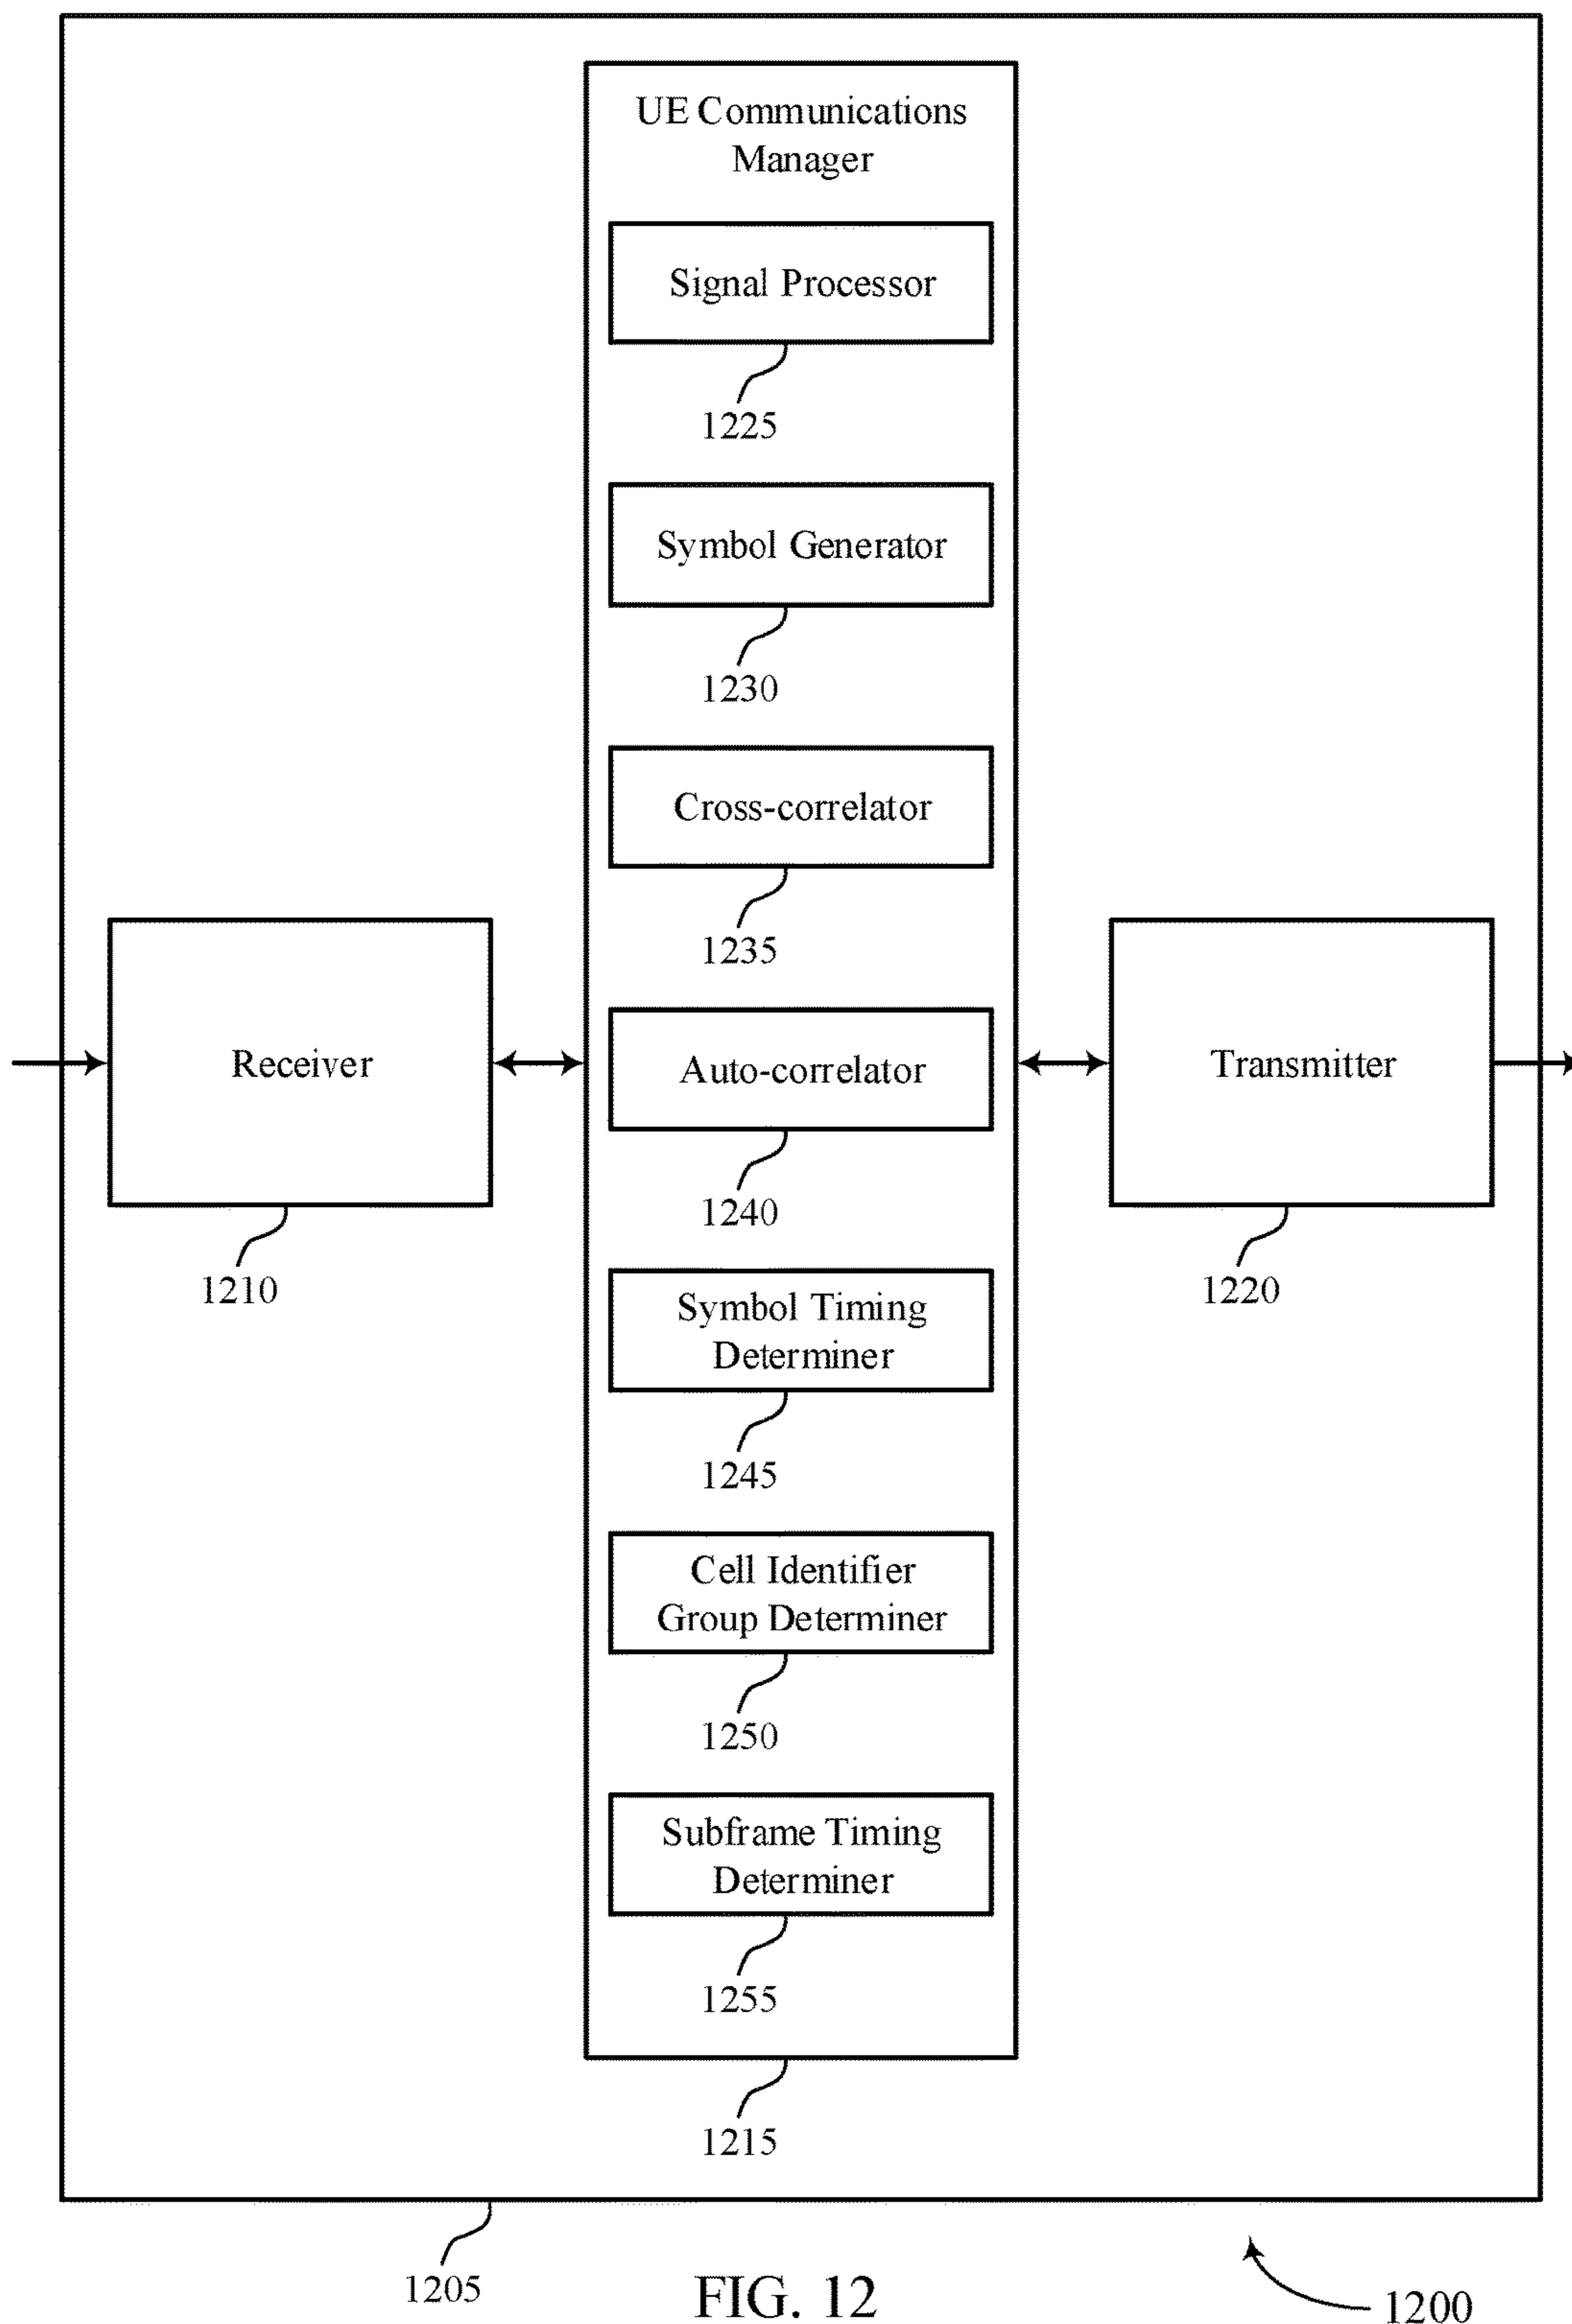 UE Communications
Manager
Signal Processor
1225
Symbol Generator
1230
Cross-correlator
1235
Receiver
1210
Auto-correlator
1240
Transmitter
1220
Symbol Timing
Determiner
1245
Cell Identifier
Group Determiner
1250
Subframe Timing
Determiner
1255
1215
1205
FIG. 12
1200